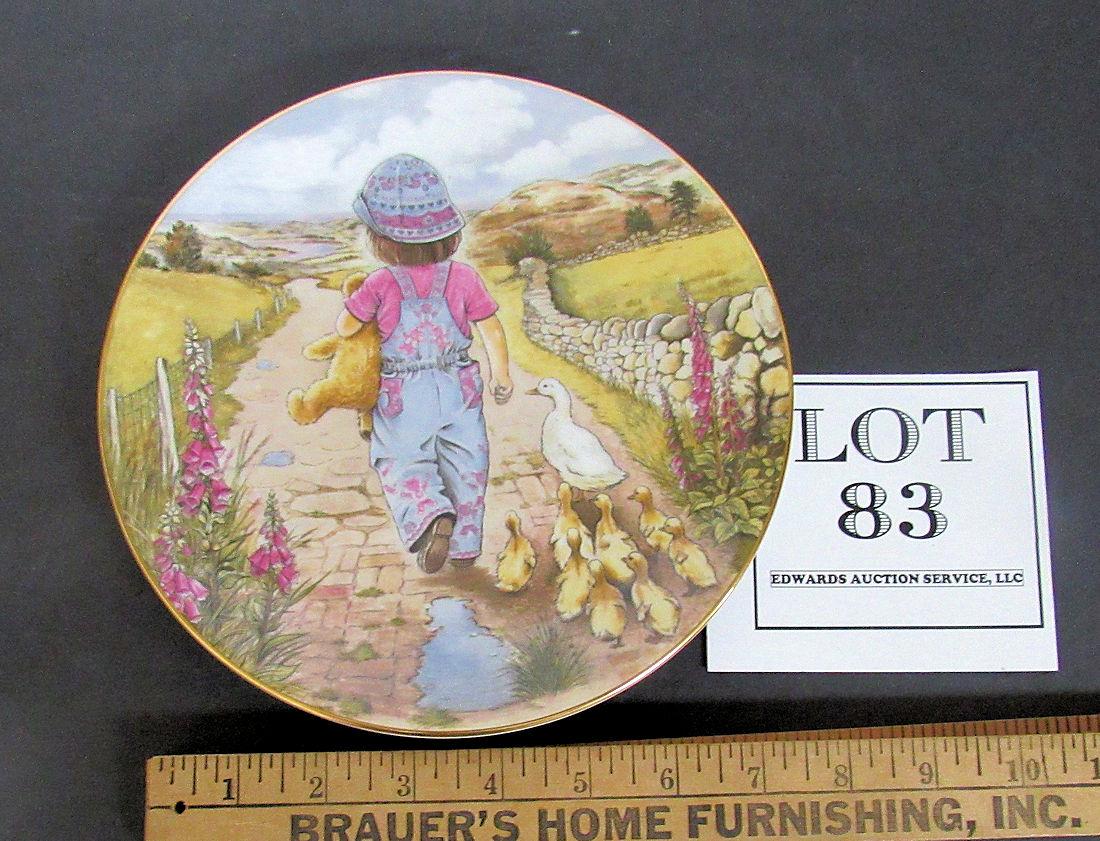 LOT
83
EDWARDS AUCTION SERVICE, LLC
1 2 3 4 5 6 7 8 9 10 1
BRAUER'S HOME FURNISHING, INC.